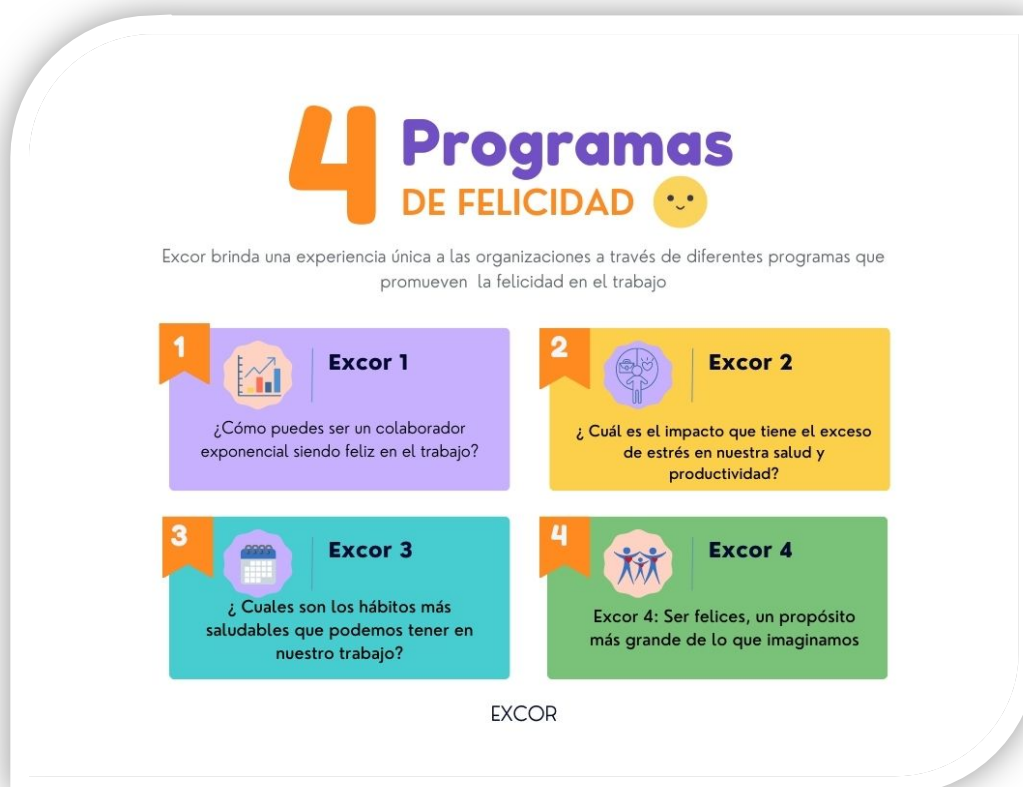 4 Programas
DE FELICIDAD
Excor brinda una experiencia única a las organizaciones a través de diferentes programas que
promueven la felicidad en el trabajo
1
Excor 1
¿Cómo puedes ser un colaborador
exponencial siendo feliz en el trabajo?
2
Excor 2
¿ Cuál es el impacto que tiene el exceso
de estrés en nuestra salud y
productividad?
3
Excor 3
¿ Cuales son los hábitos más
saludables que podemos tener en
nuestro trabajo?
4
Excor 4
Excor 4: Ser felices, un propósito
más grande de lo que imaginamos
EXCOR